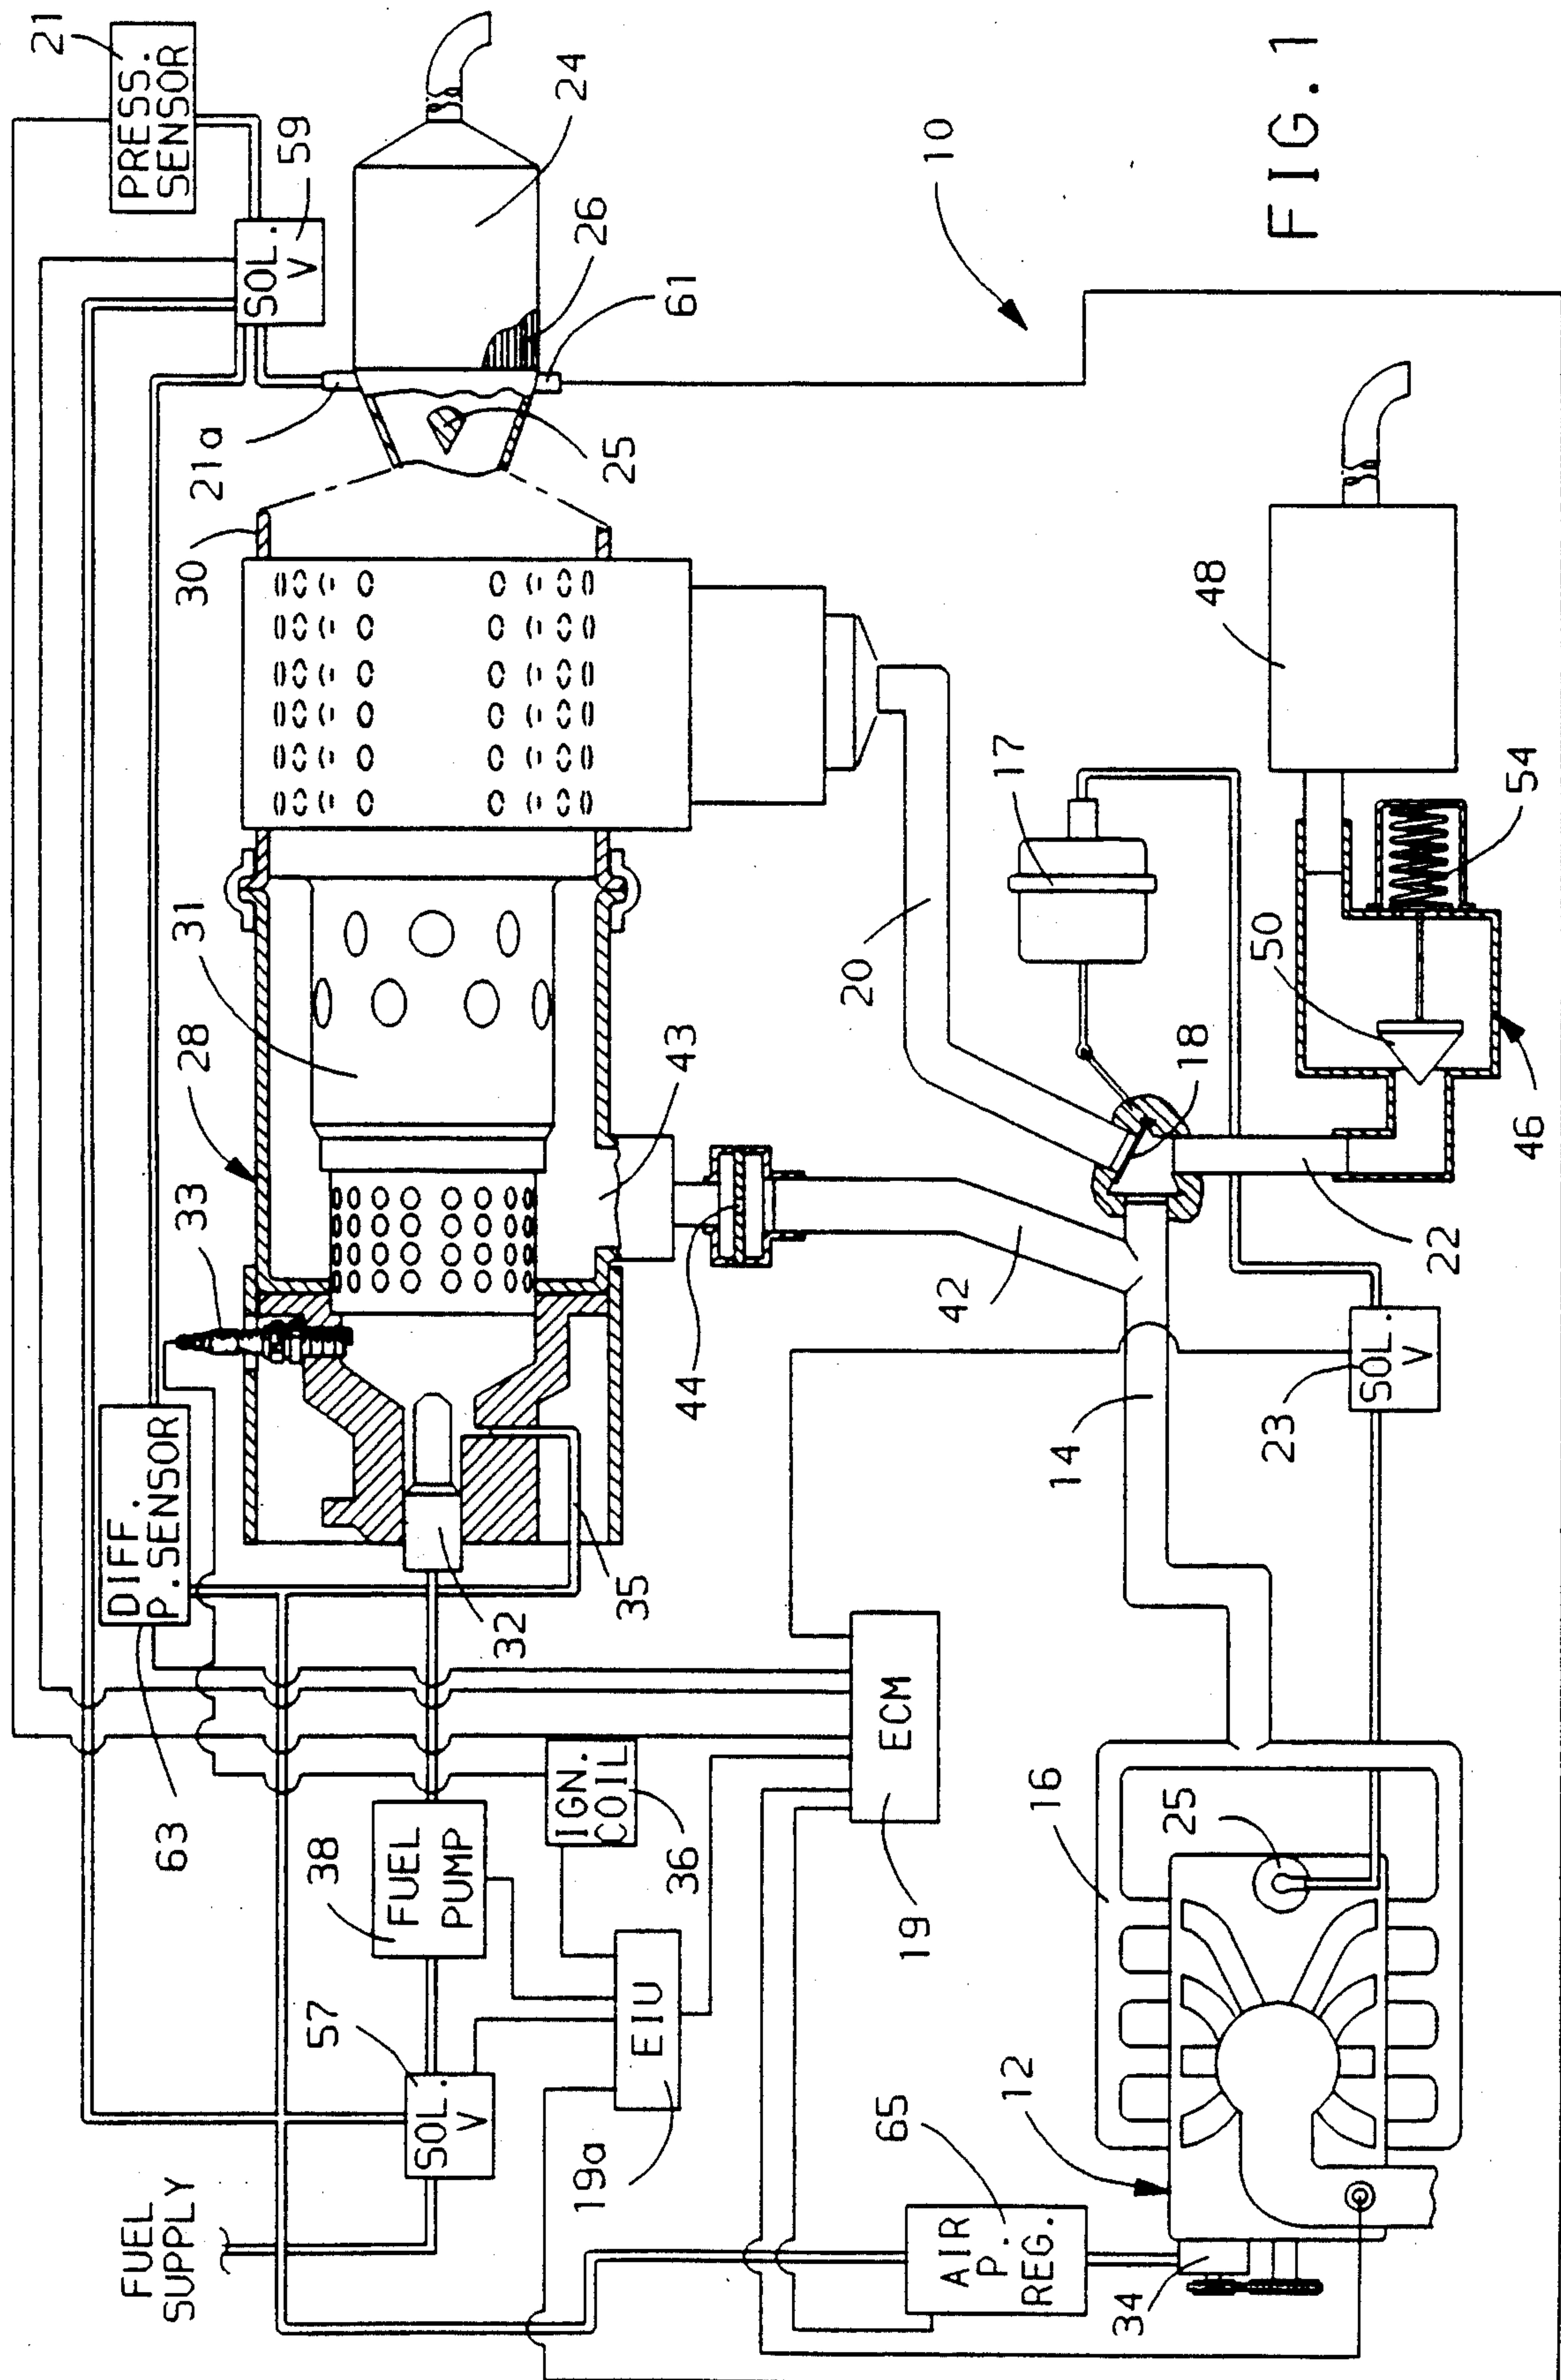 21
PRESS.
SENSOR
59
SOL.
V
24
26
61
10
FIG. 1
21a
25
30
31
28
33
43
44
42
20
17
18
48
54
50
46
22
23
SOL.
V
14
DIFF.
P. SENSOR
63
32
35
FUEL
PUMP
38
IGN.
COIL
36
ECM
19
57
SOL.
V
EIU
19a
FUEL
SUPPLY
AIR
P.
REG.
65
34
12
16
25